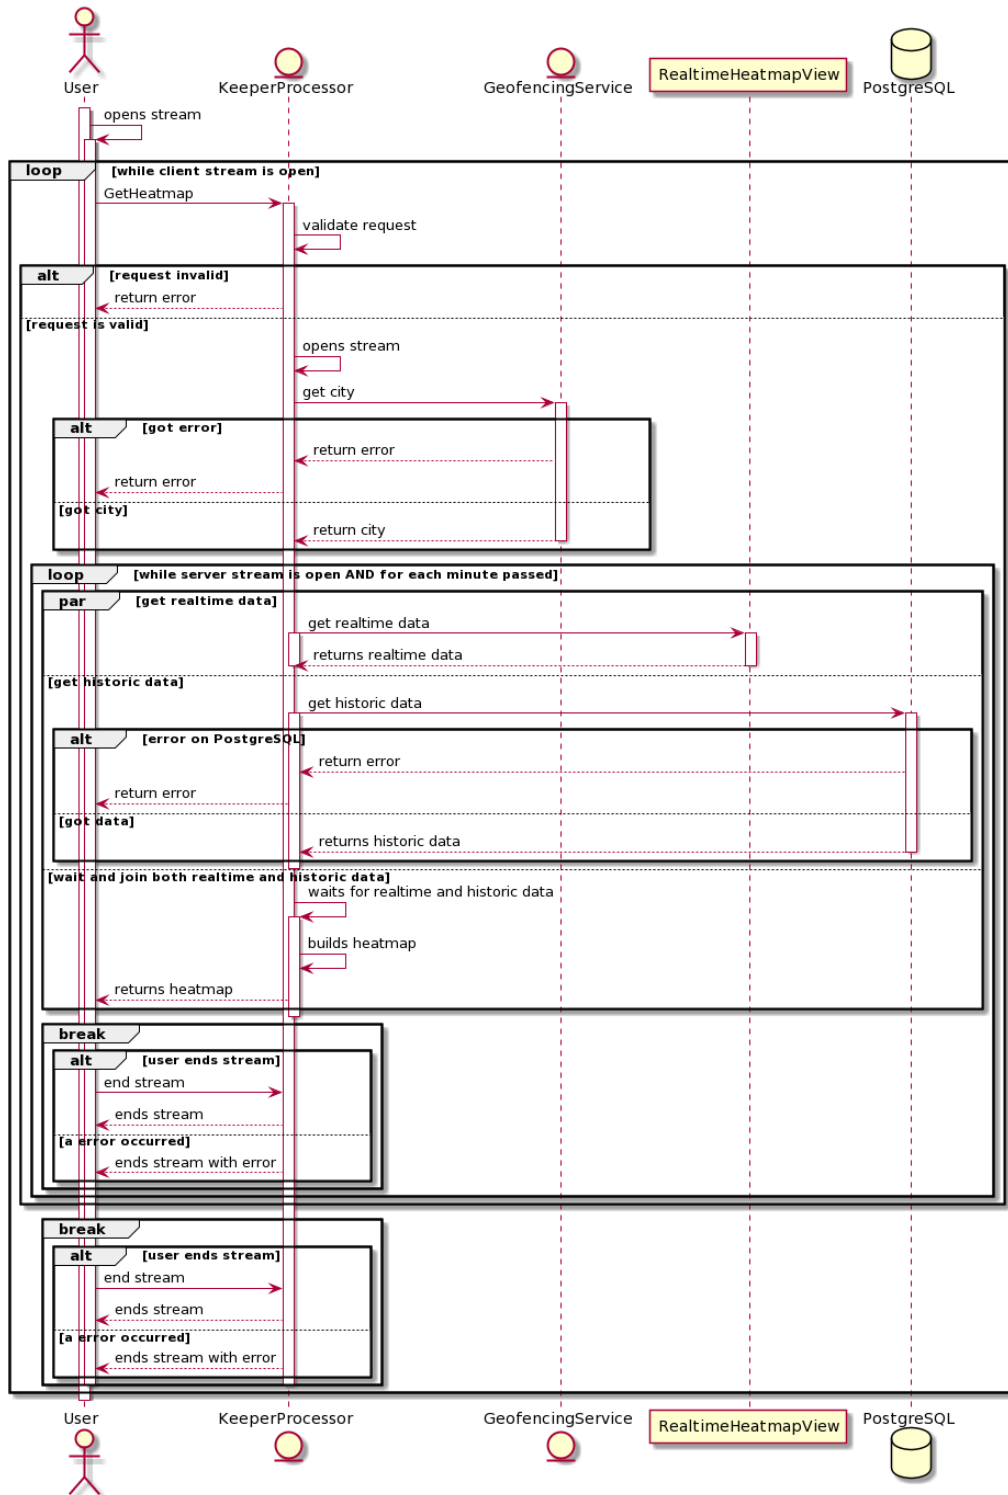 User
KeeperProcessor
GeofencingService
RealtimeHeatmapView
PostgreSQL
opens stream
loop [while client stream is open]
GetHeatmap
validate request
alt [request invalid]
return error
[request is valid]
opens stream
get city
alt [got error]
return error
return error
[got city]
return city
loop [while server stream is open AND for each minute passed]
par [get realtime data]
get realtime data
returns realtime data
[get historic data]
get historic data
alt [error on PostgreSQL]
return error
return error
[got data]
returns historic data
[wait and join both realtime and historic data]
waits for realtime and historic data
builds heatmap
returns heatmap
break
alt [user ends stream]
end stream
ends stream
[a error occurred]
ends stream with error
break
alt [user ends stream]
end stream
ends stream
[a error occurred]
ends stream with error
User
KeeperProcessor
GeofencingService
RealtimeHeatmapView
PostgreSQL